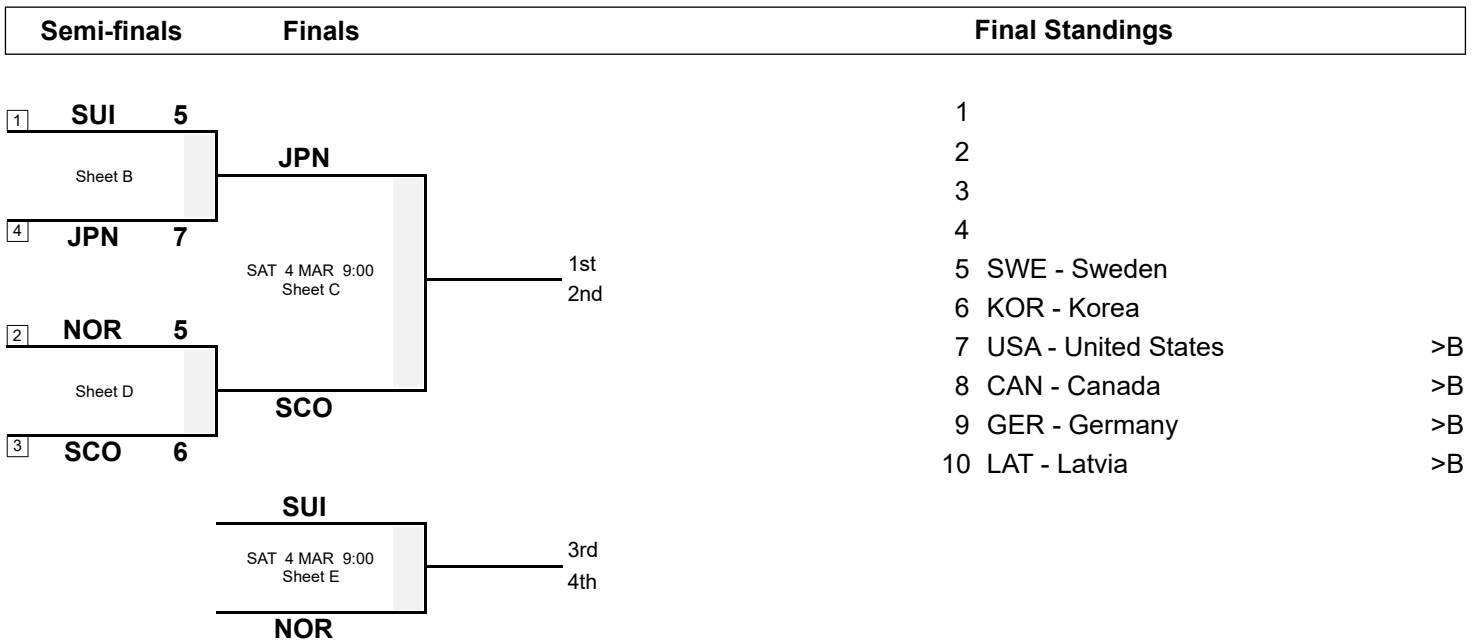 Semi-finals Finals Final Standings
1 SUI 5
Sheet B
4 JPN 7
JPN
SAT 4 MAR 9:00
Sheet C
SCO
1st
2nd
2 NOR 5
Sheet D
3 SCO 6
SUI
SAT 4 MAR 9:00
Sheet E
NOR
3rd
4th
1
2
3
4
5 SWE - Sweden
6 KOR - Korea
7 USA - United States >B
8 CAN - Canada >B
9 GER - Germany >B
10 LAT - Latvia >B